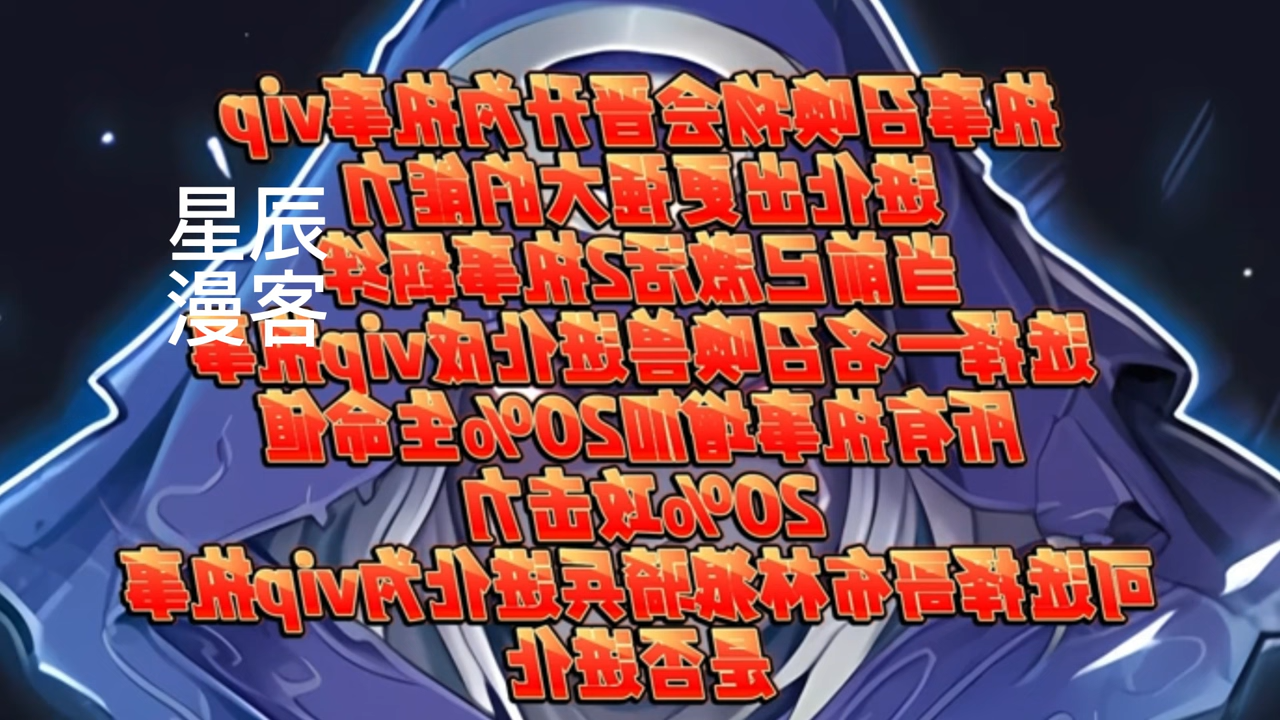 执事召唤物会晋升为执事vip
进化出更强大的能力
当前已激活2执事羁绊
选择一名召唤兽进化成vip执事
所有执事增加20%生命值
20%攻击力
可选择哥布林狼骑兵进化为vip执事
是否进化
星辰
漫客